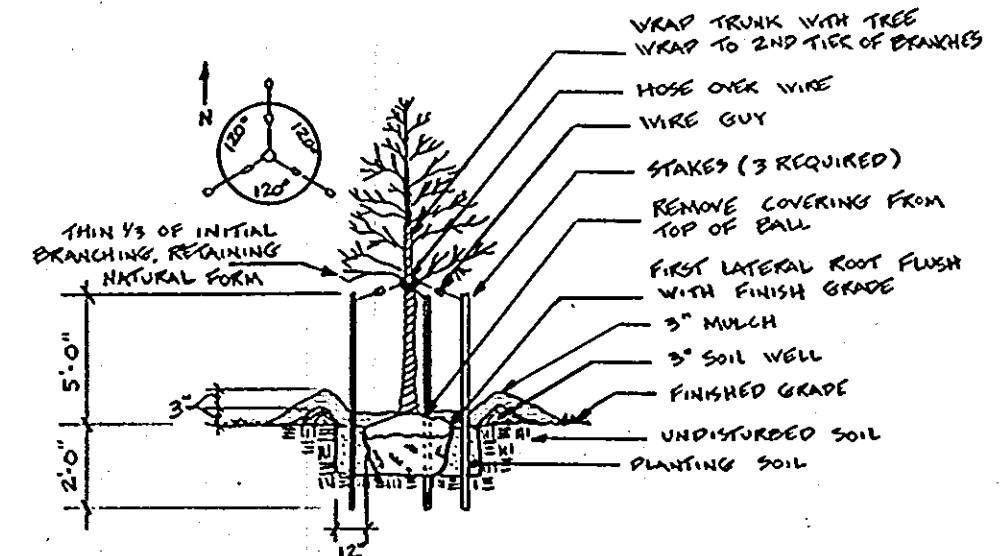 WRAP TRUNK WITH TREE
WRAP TO 2ND TIER OF BRANCHES
HOSE OVER WIRE
WIRE GUY
STAKES (3 REQUIRED)
REMOVE COVERING FROM
TOP OF BALL
FIRST LATERAL ROOT FLUSH
WITH FINISH GRADE
3" MULCH
3" SOIL WELL
FINISHED GRADE
UNDISTURBED SOIL
PLANTING SOIL
N
120°
120°
120°
THIN 1/3 OF INITIAL
BRANCHING, RETAINING
NATURAL FORM
5'-0"
3"
2'-0"
12"